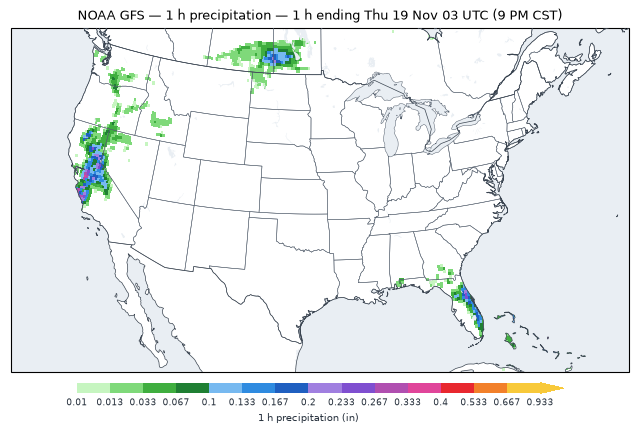 NOAA GFS — 1 h precipitation — 1 h ending Thu 19 Nov 03 UTC (9 PM CST)
0.01 0.013 0.033 0.067 0.1 0.133 0.167 0.2 0.233 0.267 0.333 0.4 0.533 0.667 0.933
1 h precipitation (in)